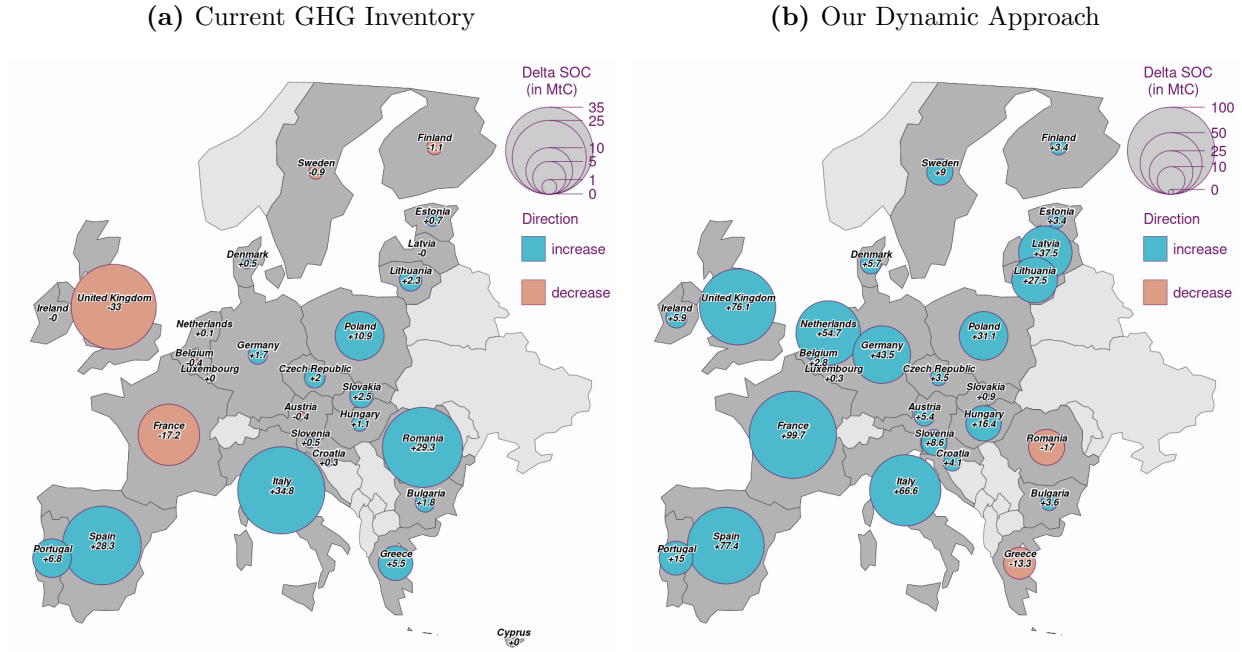 (a) Current GHG Inventory
Delta SOC
(in MtC)
35
25
10
5
1
0
Direction
increase
decrease
Finland
-1.1
Sweden
-0.9
Estonia
+0.7
Latvia
-0
Lithuania
+2.3
Denmark
+0.5
United Kingdom
-33
Ireland
-0
Netherlands
+0.1
Belgium
-0.4
Luxembourg
+0
Germany
+1.7
Poland
+10.9
Czech Republic
+2
Slovakia
+2.5
Austria
-0.4
Hungary
+1.1
Slovenia
+0.5
Croatia
+0.3
France
-17.2
Romania
+29.3
Italy
+34.8
Bulgaria
+1.8
Spain
+28.3
Portugal
+6.8
Greece
+5.5
Cyprus
+0
(b) Our Dynamic Approach
Delta SOC
(in MtC)
100
50
25
10
0
Direction
increase
decrease
Finland
+3.4
Sweden
+9
Estonia
+3.4
Latvia
+37.5
Lithuania
+27.5
Denmark
+5.7
United Kingdom
+76.1
Ireland
+5.9
Netherlands
+54.7
Belgium
+2.8
Luxembourg
+0.3
Germany
+43.5
Poland
+31.1
Czech Republic
+3.5
Slovakia
+0.9
Austria
+5.4
Hungary
+16.4
Slovenia
+8.6
Croatia
+4.1
France
+99.7
Romania
-17
Italy
+66.6
Bulgaria
+3.6
Spain
+77.4
Portugal
+15
Greece
-13.3